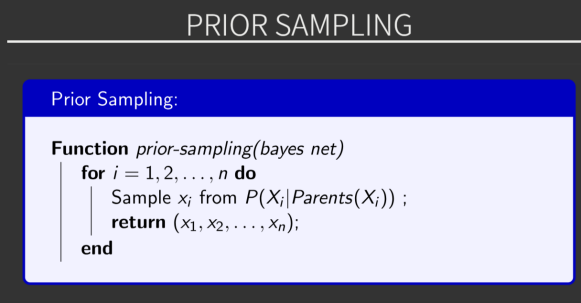 PRIOR SAMPLING
Prior Sampling:
Function prior-sampling(bayes net)
for i = 1, 2, . . . , n do
Sample xᵢ from P(Xᵢ|Parents(Xᵢ)) ;
return (x₁, x₂, . . . , xₙ);
end